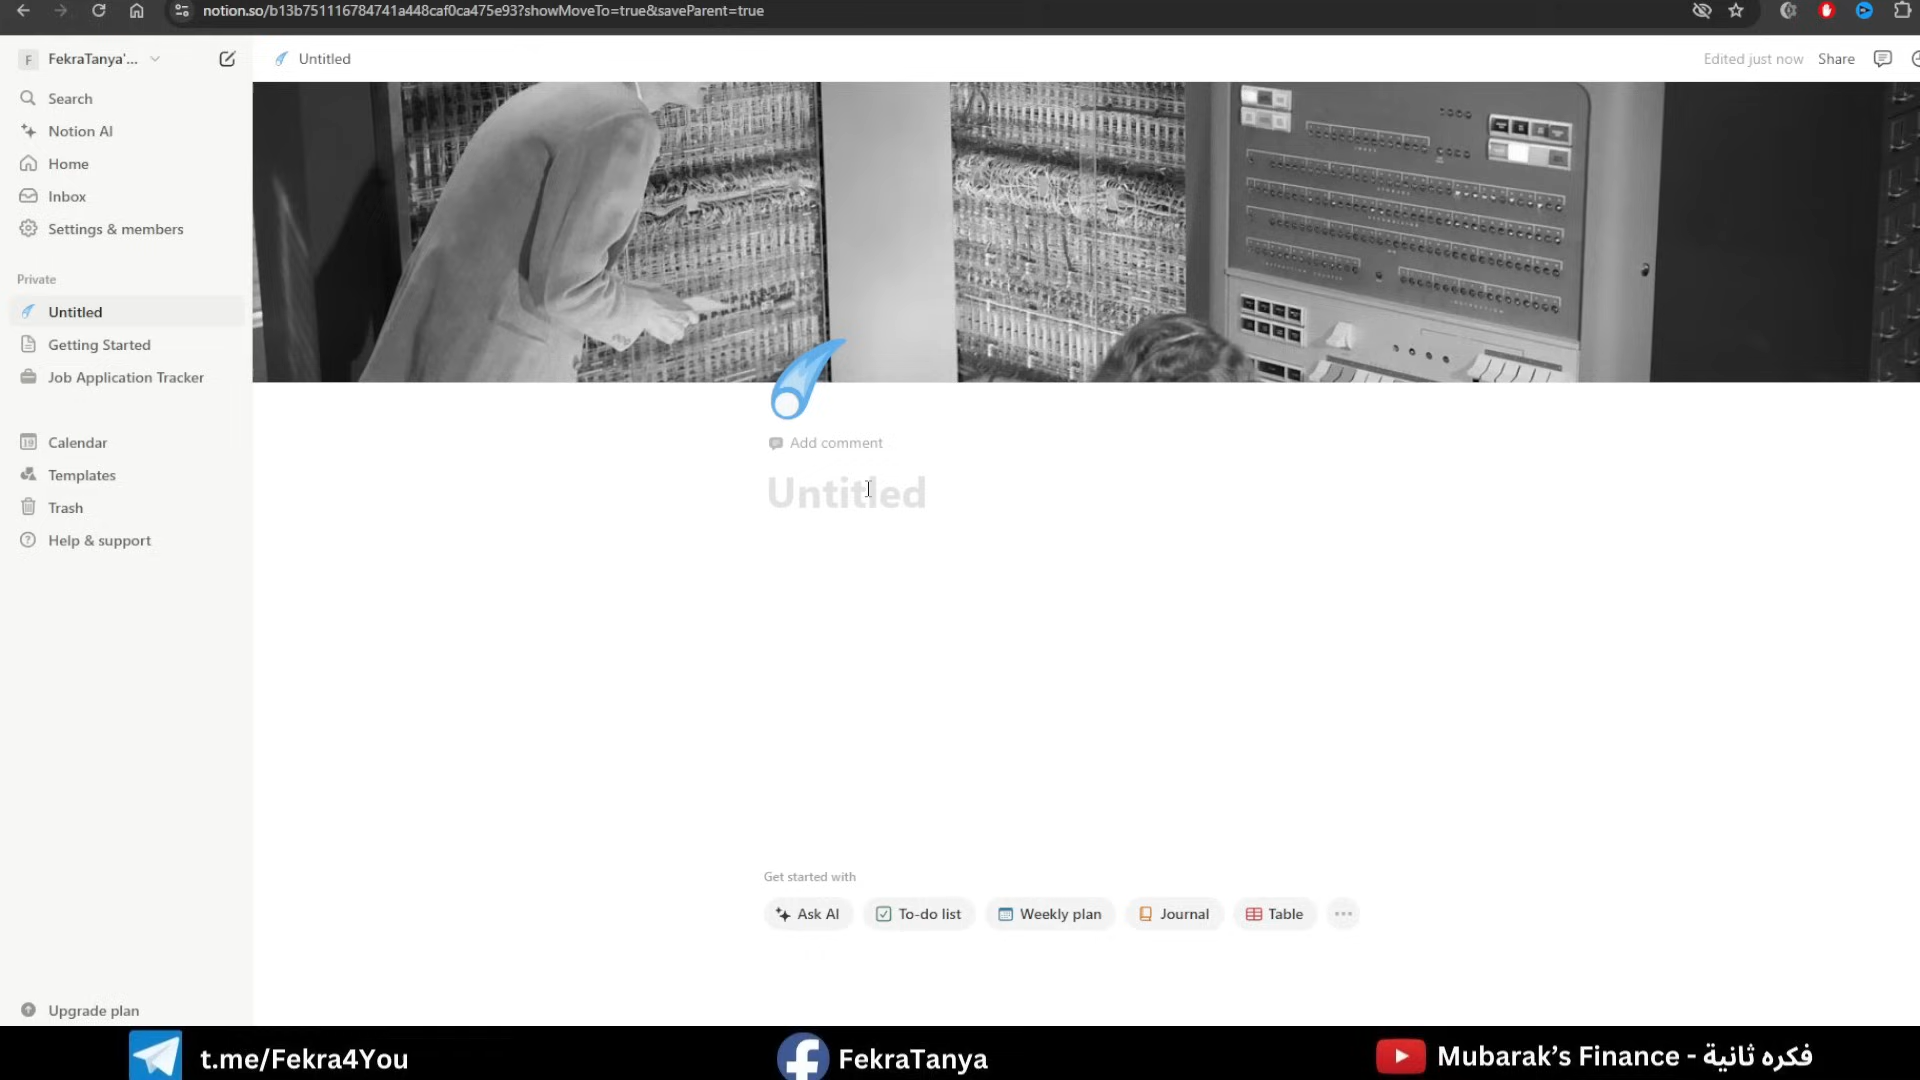 notion.so/b13b751116784741a448caf0ca475e93?showMoveTo=true&saveParent=true
F FekraTanya'...
Untitled
Edited just now
Share
Search
Notion AI
Home
Inbox
Settings & members
Private
Untitled
Getting Started
Job Application Tracker
Calendar
Templates
Trash
Help & support
Add comment
Untitled
Get started with
Ask AI
To-do list
Weekly plan
Journal
Table
Upgrade plan
t.me/Fekra4You
FekraTanya
Mubarak’s Finance - فكره ثانية